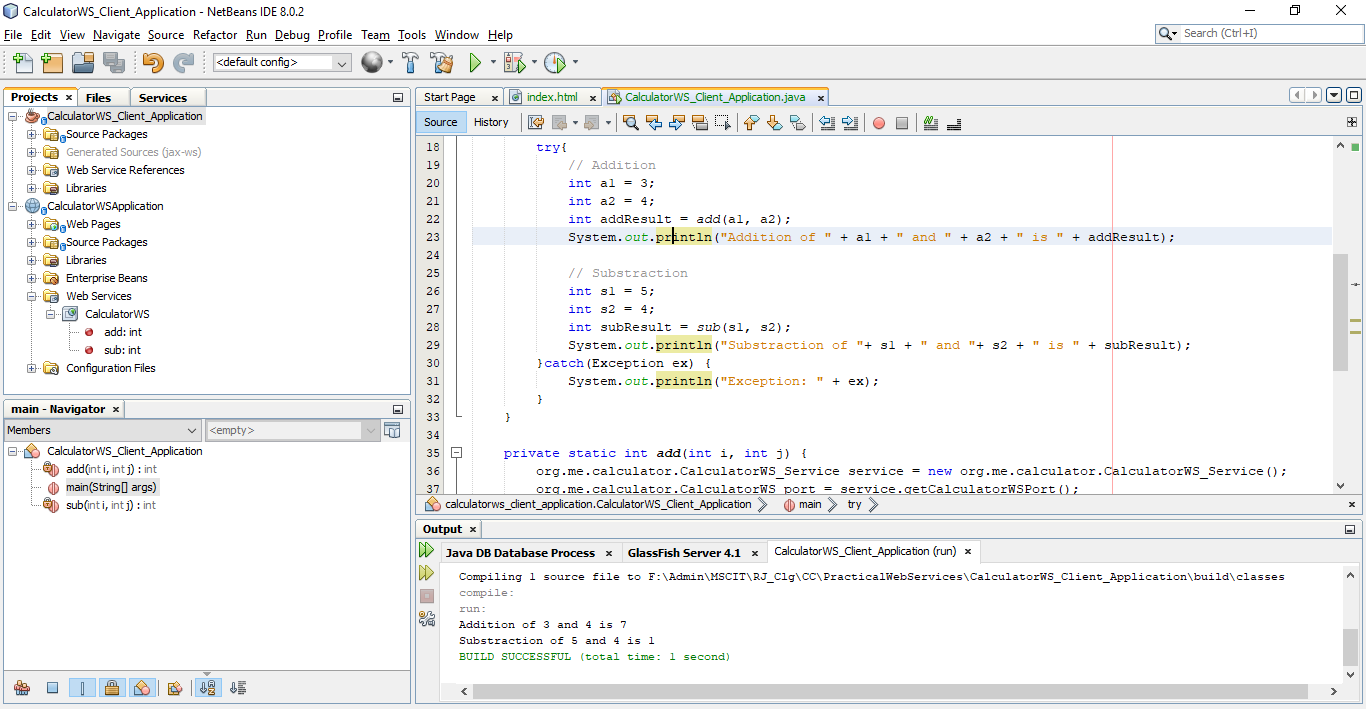 CalculatorWS_Client_Application - NetBeans IDE 8.0.2
File Edit View Navigate Source Refactor Run Debug Profile Team Tools Window Help
Search (Ctrl+I)
<default config>
Projects Files Services
CalculatorWS_Client_Application
Source Packages
Generated Sources (jax-ws)
Web Service References
Libraries
CalculatorWSApplication
Web Pages
Source Packages
Libraries
Enterprise Beans
Web Services
CalculatorWS
add: int
sub: int
Configuration Files
main - Navigator
Members
<empty>
CalculatorWS_Client_Application
add(int i, int j) : int
main(String[] args)
sub(int i, int j) : int
Start Page index.html CalculatorWS_Client_Application.java
Source History
18 try{
19 // Addition
20 int a1 = 3;
21 int a2 = 4;
22 int addResult = add(a1, a2);
23 System.out.println("Addition of " + a1 + " and " + a2 + " is " + addResult);
24
25 // Substraction
26 int s1 = 5;
27 int s2 = 4;
28 int subResult = sub(s1, s2);
29 System.out.println("Substraction of "+ s1 + " and "+ s2 + " is " + subResult);
30 }catch(Exception ex) {
31 System.out.println("Exception: " + ex);
32 }
33 }
34
35 private static int add(int i, int j) {
36 org.me.calculator.CalculatorWS_Service service = new org.me.calculator.CalculatorWS_Service();
37 org.me.calculator.CalculatorWS port = service.getCalculatorWSPort();
calculatorws_client_application.CalculatorWS_Client_Application main try
Output
Java DB Database Process GlassFish Server 4.1 CalculatorWS_Client_Application (run)
Compiling 1 source file to F:\Admin\MSCIT\RJ_Clg\CC\PracticalWebServices\CalculatorWS_Client_Application\build\classes
compile:
run:
Addition of 3 and 4 is 7
Substraction of 5 and 4 is 1
BUILD SUCCESSFUL (total time: 1 second)